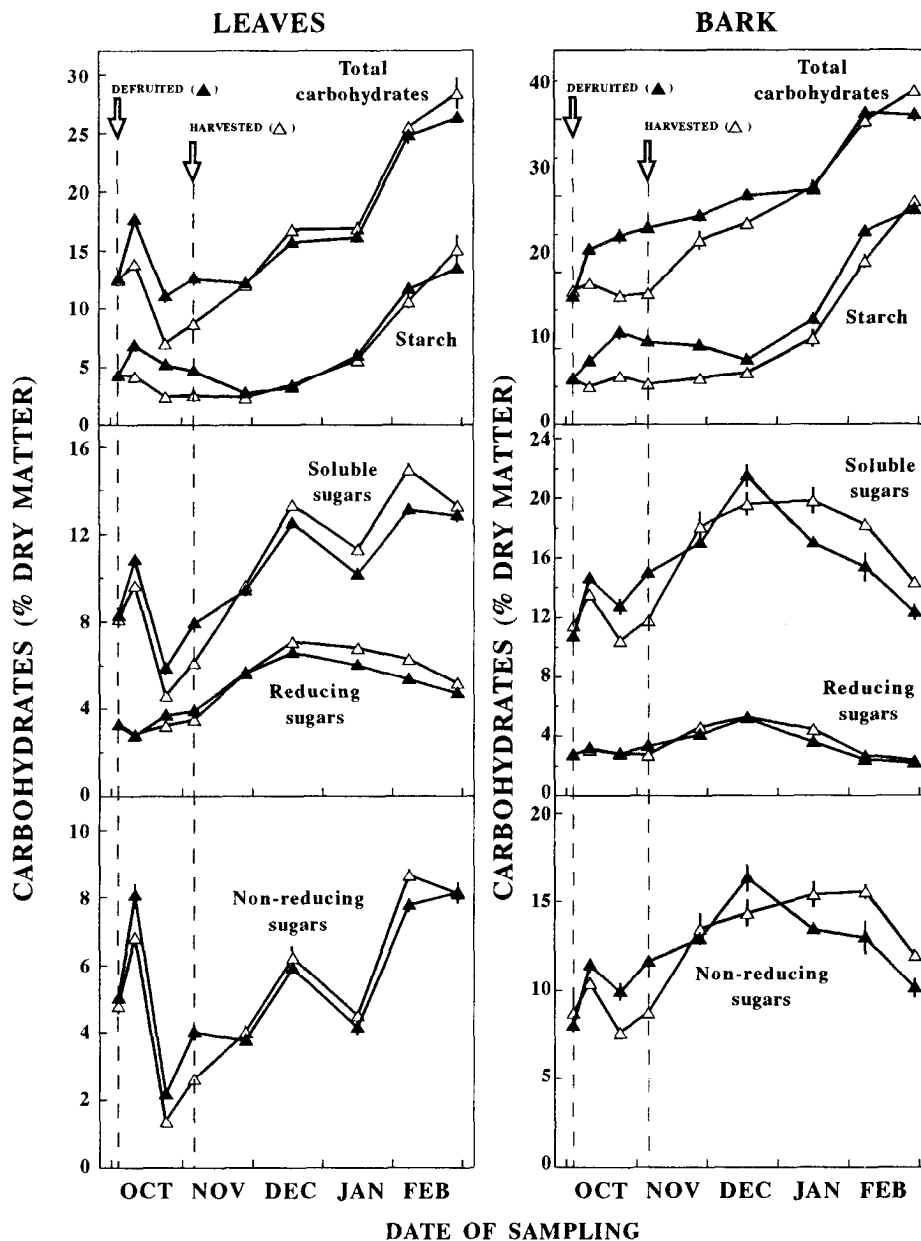 LEAVES
BARK
DEFRUITED (▲)
HARVESTED (△)
Total
carbohydrates
Starch
30
25
20
15
10
5
0
DEFRUITED (▲)
HARVESTED (△)
Total
carbohydrates
Starch
40
30
20
10
0
CARBOHYDRATES (% DRY MATTER)
Soluble
sugars
Reducing
sugars
16
12
8
4
0
CARBOHYDRATES (% DRY MATTER)
Soluble
sugars
Reducing
sugars
24
20
16
12
8
4
0
Non-reducing
sugars
10
8
6
4
2
0
Non-reducing
sugars
20
15
10
5
0
OCT NOV DEC JAN FEB
OCT NOV DEC JAN FEB
DATE OF SAMPLING